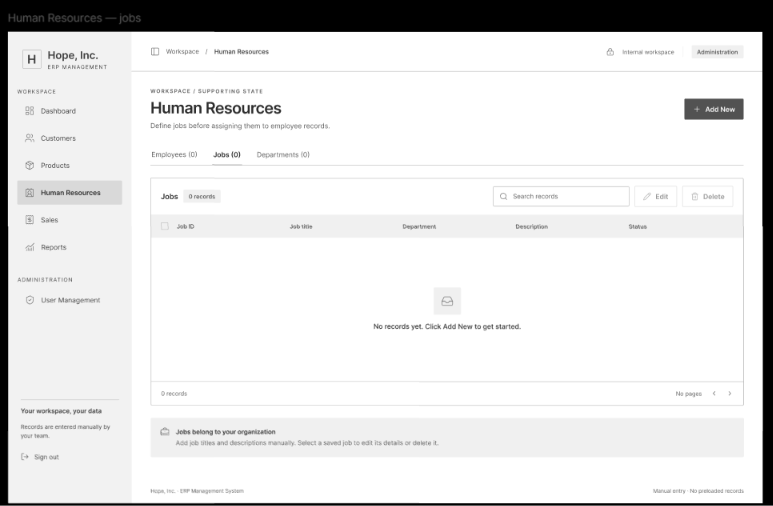 Human Resources — jobs
H
Hope, Inc.
ERP MANAGEMENT
WORKSPACE
Dashboard
Customers
Products
Human Resources
Sales
Reports
ADMINISTRATION
User Management
Your workspace, your data
Records are entered manually by
your team.
Sign out
Workspace / Human Resources
Internal workspace
Administration
WORKSPACE / SUPPORTING STATE
Human Resources
Define jobs before assigning them to employee records.
+ Add New
Employees (0) Jobs (0) Departments (0)
Jobs 0 records
Search records
Edit
Delete
Job ID Job title Department Description Status
No records yet. Click Add New to get started.
0 records
No pages
Jobs belong to your organization
Add job titles and descriptions manually. Select a saved job to edit its details or delete it.
Hope, Inc. · ERP Management System
Manual entry · No preloaded records